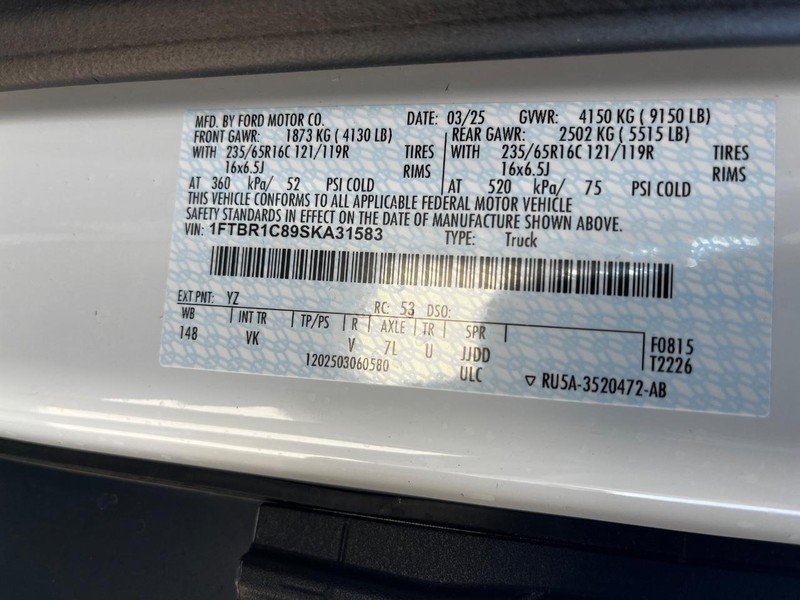 MFD. BY FORD MOTOR CO. DATE: 03/25 GVWR: 4150 KG ( 9150 LB)
FRONT GAWR: 1873 KG ( 4130 LB) REAR GAWR: 2502 KG ( 5515 LB)
WITH 235/65R16C 121/119R TIRES WITH 235/65R16C 121/119R TIRES
16x6.5J RIMS 16x6.5J RIMS
AT 360 kPa/ 52 PSI COLD AT 520 kPa/ 75 PSI COLD
THIS VEHICLE CONFORMS TO ALL APPLICABLE FEDERAL MOTOR VEHICLE
SAFETY STANDARDS IN EFFECT ON THE DATE OF MANUFACTURE SHOWN ABOVE.
VIN: 1FTBR1C89SKA31583 TYPE: Truck
EXT PNT: YZ RC: 53 DSO:
WB INT TR TP/PS R AXLE TR SPR F0815
148 VK V 7L U JJDD T2226
1202503060580 ULC ▽ RU5A-3520472-AB